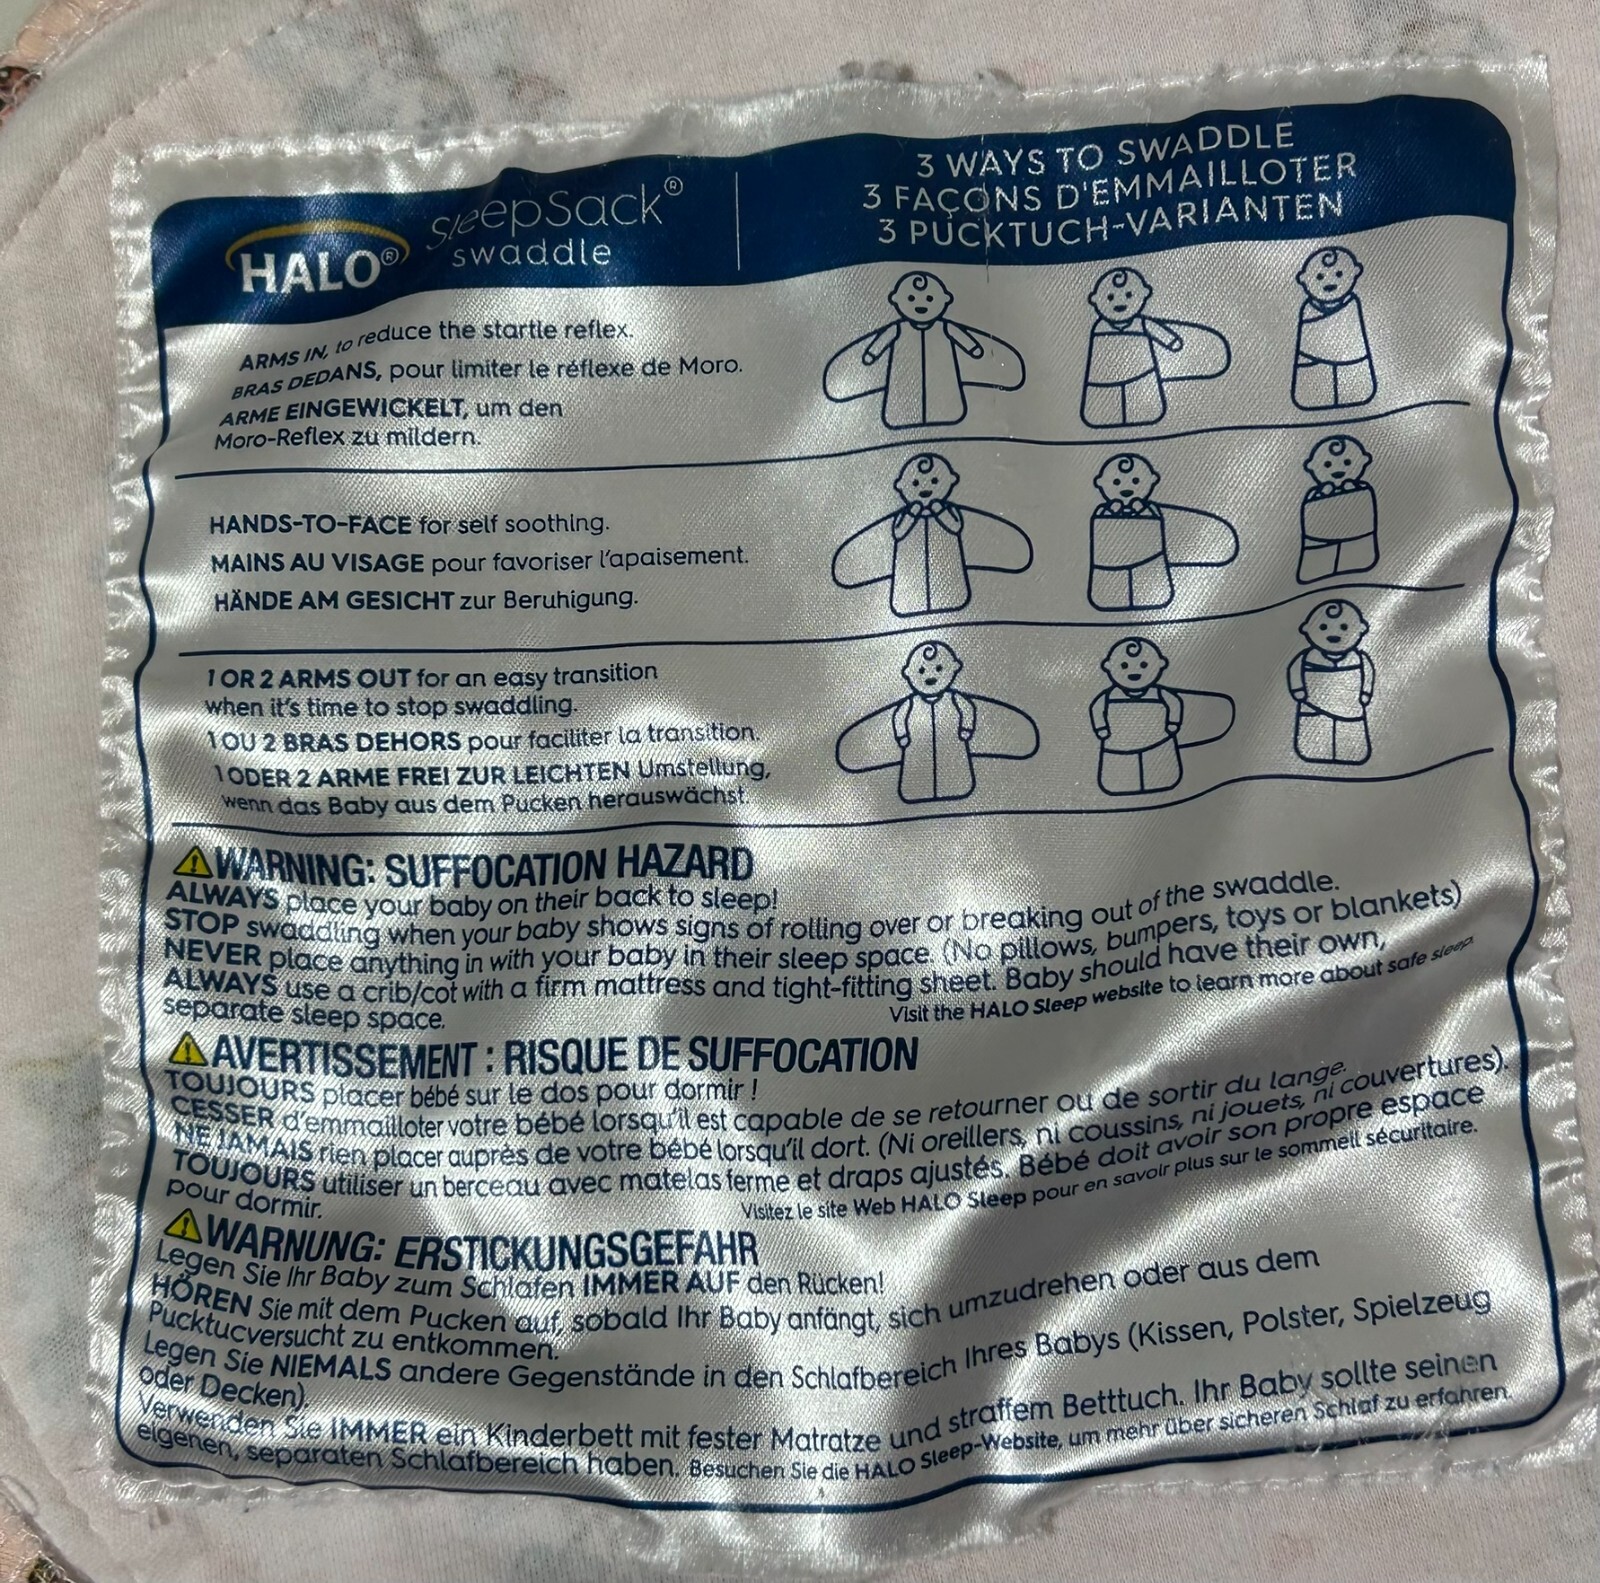 HALO® SleepSack® swaddle
3 WAYS TO SWADDLE
3 FAÇONS D'EMMAILLOTER
3 PUCKTUCH-VARIANTEN
ARMS IN, to reduce the startle reflex.
BRAS DEDANS, pour limiter le réflexe de Moro.
ARME EINGEWICKELT, um den
Moro-Reflex zu mildern.
HANDS-TO-FACE for self soothing.
MAINS AU VISAGE pour favoriser l'apaisement.
HÄNDE AM GESICHT zur Beruhigung.
1 OR 2 ARMS OUT for an easy transition
when it's time to stop swaddling.
1 OU 2 BRAS DEHORS pour faciliter la transition.
1 ODER 2 ARME FREI ZUR LEICHTEN Umstellung,
wenn das Baby aus dem Pucken herauswächst.
WARNING: SUFFOCATION HAZARD
ALWAYS place your baby on their back to sleep!
STOP swaddling when your baby shows signs of rolling over or breaking out of the swaddle.
NEVER place anything in with your baby in their sleep space. (No pillows, bumpers, toys or blankets)
ALWAYS use a crib/cot with a firm mattress and tight-fitting sheet. Baby should have their own,
separate sleep space.
Visit the HALO Sleep website to learn more about safe sleep.
AVERTISSEMENT : RISQUE DE SUFFOCATION
TOUJOURS placer bébé sur le dos pour dormir !
CESSER d'emmailloter votre bébé lorsqu'il est capable de se retourner ou de sortir du lange.
NE JAMAIS rien placer auprès de votre bébé lorsqu'il dort. (Ni oreillers, ni coussins, ni jouets, ni couvertures).
TOUJOURS utiliser un berceau avec matelas ferme et draps ajustés. Bébé doit avoir son propre espace
pour dormir.
Visitez le site Web HALO Sleep pour en savoir plus sur le sommeil sécuritaire.
WARNUNG: ERSTICKUNGSGEFAHR
Legen Sie Ihr Baby zum Schlafen IMMER AUF den Rücken!
HÖREN Sie mit dem Pucken auf, sobald Ihr Baby anfängt, sich umzudrehen oder aus dem
Pucktucversucht zu entkommen.
Legen Sie NIEMALS andere Gegenstände in den Schlafbereich Ihres Babys (Kissen, Polster, Spielzeug
oder Decken).
Verwenden Sie IMMER ein Kinderbett mit fester Matratze und straffem Betttuch. Ihr Baby sollte seinen
eigenen, separaten Schlafbereich haben. Besuchen Sie die HALO Sleep-Website, um mehr über sicheren Schlaf zu erfahren.